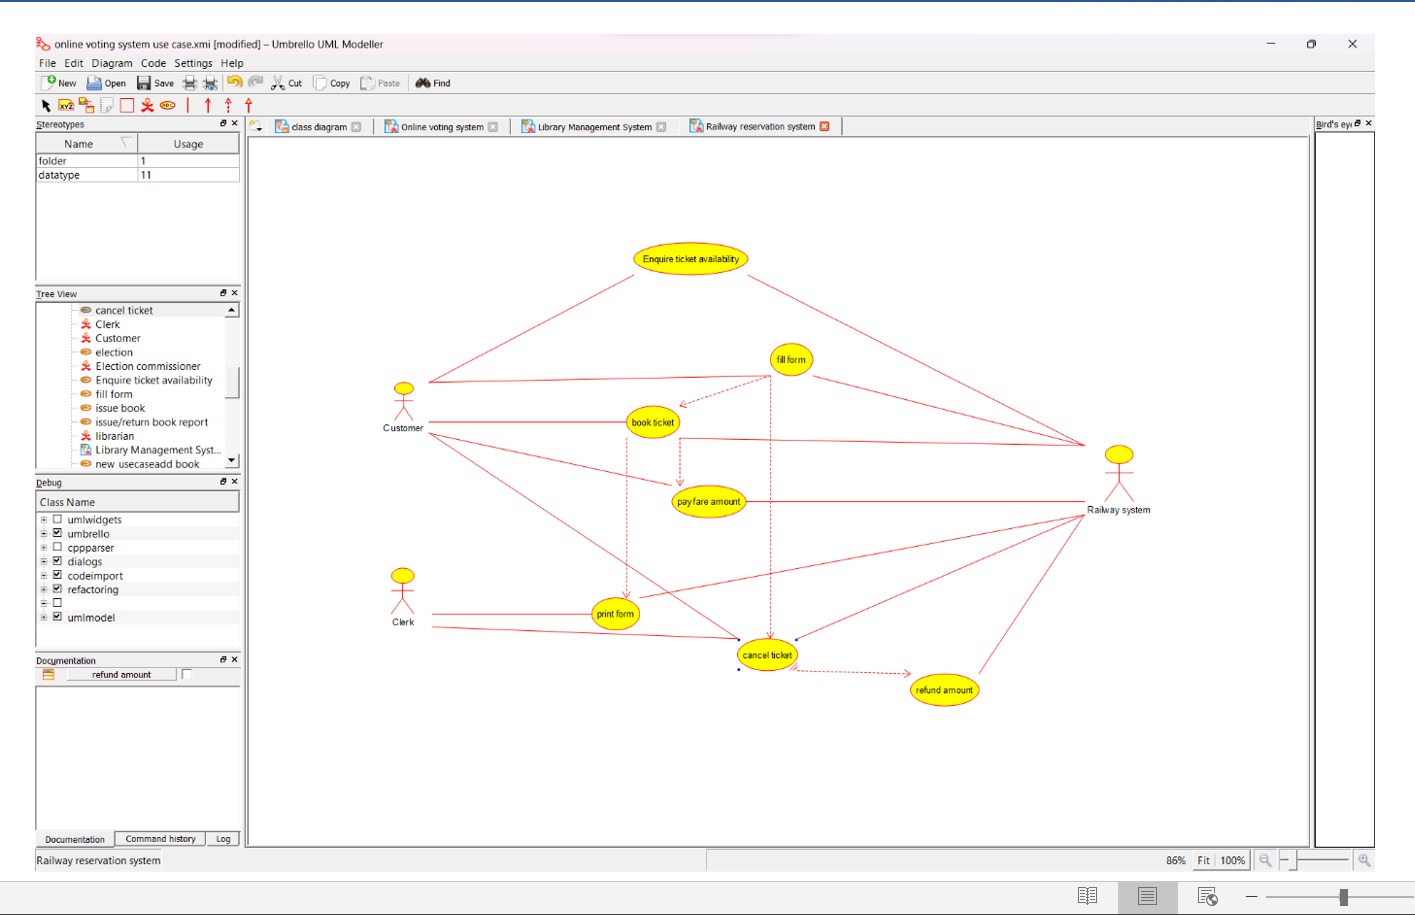 online voting system use case.xmi [modified] – Umbrello UML Modeller
File Edit Diagram Code Settings Help
New Open Save Cut Copy Paste Find
XYZ
Stereotypes
class diagram Online voting system Library Management System Railway reservation system
Bird's eye
Name Usage
folder 1
datatype 11
Tree View
cancel ticket
Clerk
Customer
election
Election commissioner
Enquire ticket availability
fill form
issue book
issue/return book report
librarian
Library Management Syst...
new usecaseadd book
Debug
Class Name
umlwidgets
umbrello
cppparser
dialogs
codeimport
refactoring
umlmodel
Documentation
refund amount
Documentation Command history Log
Enquire ticket availability
fill form
Customer
book ticket
pay fare amount
Railway system
Clerk
print form
cancel ticket
refund amount
Railway reservation system
86% Fit 100%